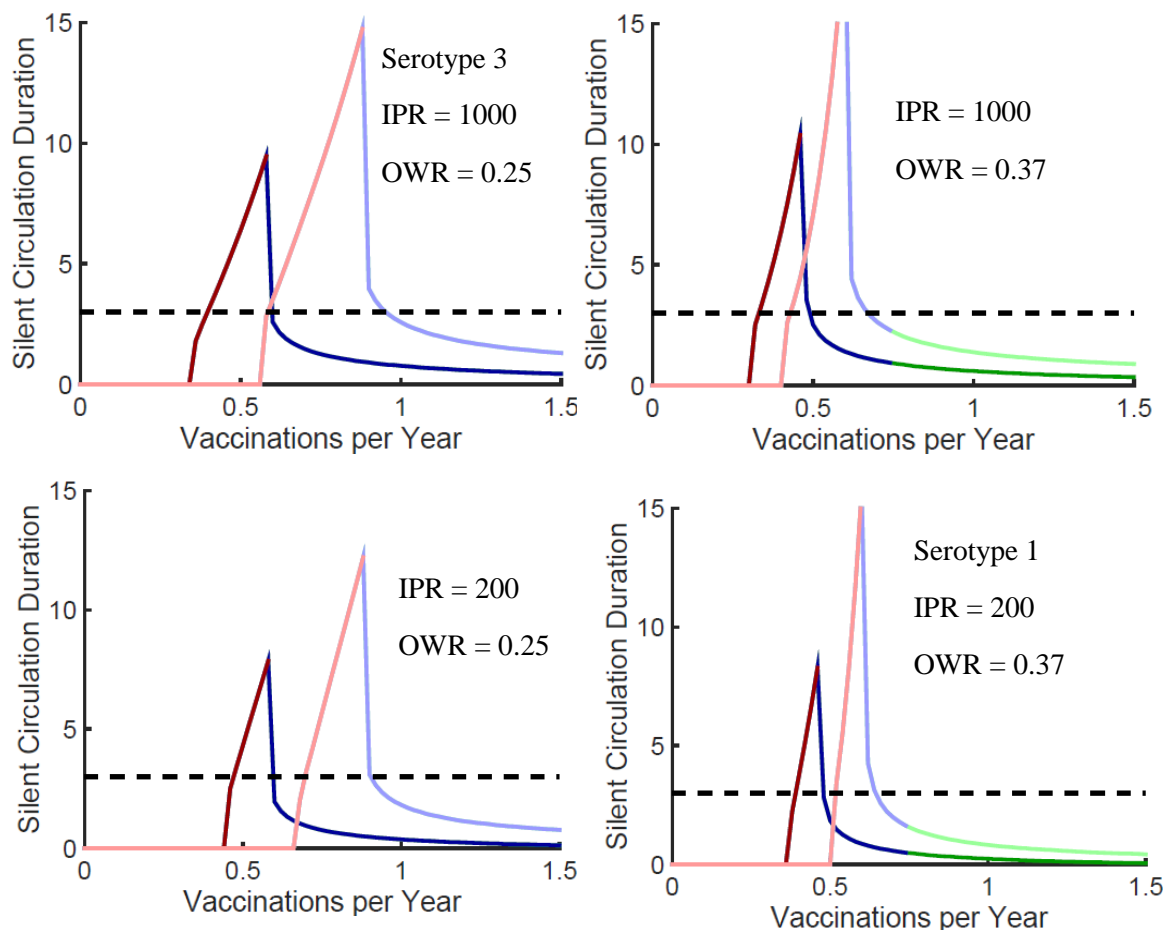 15
10
5
0
0
0.5
1
1.5
Silent Circulation Duration
Vaccinations per Year
Serotype 3
IPR = 1000
OWR = 0.25
15
10
5
0
0
0.5
1
1.5
Silent Circulation Duration
Vaccinations per Year
IPR = 1000
OWR = 0.37
15
10
5
0
0
0.5
1
1.5
Silent Circulation Duration
Vaccinations per Year
IPR = 200
OWR = 0.25
15
10
5
0
0
0.5
1
1.5
Silent Circulation Duration
Vaccinations per Year
Serotype 1
IPR = 200
OWR = 0.37